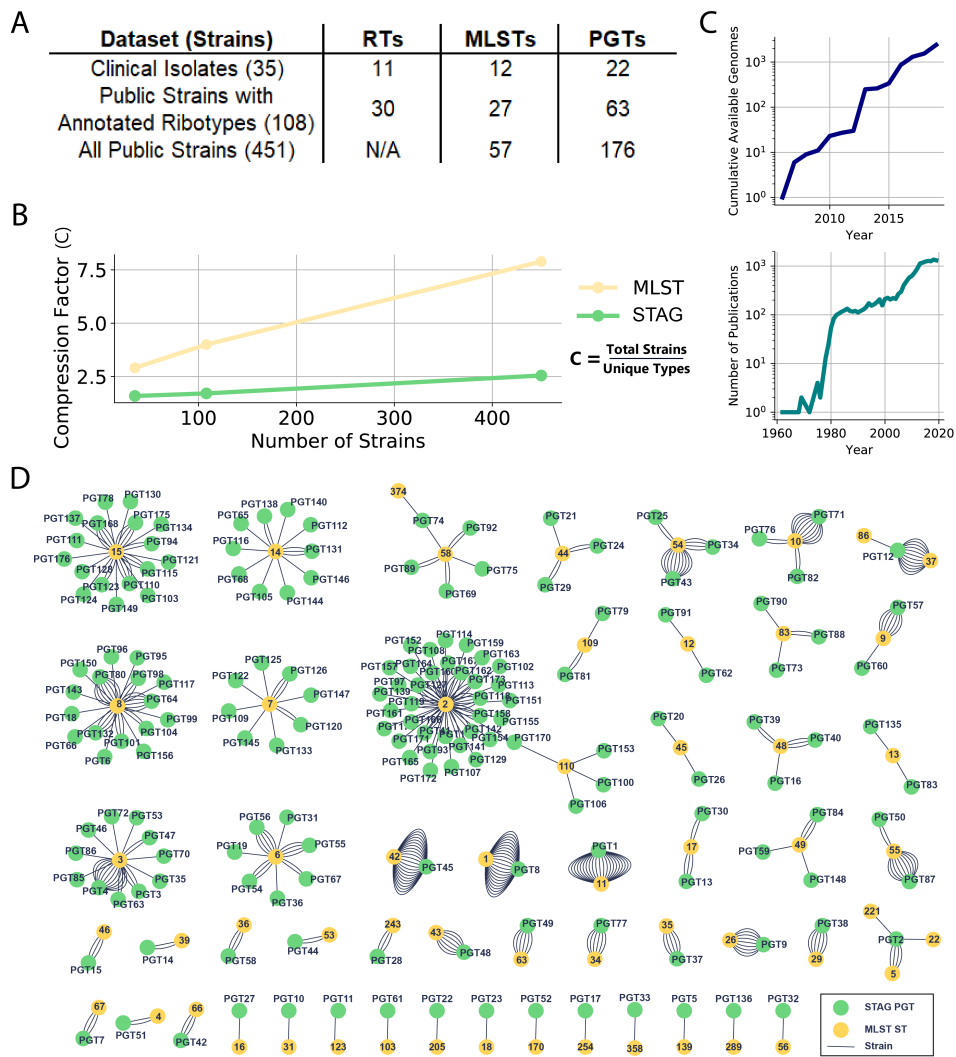 A
Dataset (Strains) RTs MLSTs PGTs
Clinical Isolates (35) 11 12 22
Public Strains with
Annotated Ribotypes (108) 30 27 63
All Public Strains (451) N/A 57 176
B
Compression Factor (C)
7.5
5.0
2.5
100 200 300 400
Number of Strains
MLST
STAG
C = Total Strains
Unique Types
C
Cumulative Available Genomes
10³
10²
10¹
10⁰
2010 2015
Year
Number of Publications
10³
10²
10¹
10⁰
1960 1980 2000 2020
Year
D
PGT78 PGT130
PGT137 PGT168 PGT175
PGT134
PGT111 15 PGT94
PGT176 PGT121
PGT128 PGT115
PGT123 PGT110
PGT124 PGT103
PGT149
PGT138 PGT140
PGT65 PGT112
PGT116 14 PGT131
PGT68 PGT146
PGT105 PGT144
374
PGT74 PGT92
58
PGT89 PGT75
PGT69
PGT21
44 PGT24
PGT29
PGT25
54 PGT34
PGT43
PGT76 PGT71
10
PGT82
86
PGT12
37
PGT96 PGT95
PGT150 PGT80 PGT98
PGT143 PGT117
PGT64
8
PGT18 PGT99
PGT132 PGT104
PGT66 PGT101
PGT6 PGT156
PGT125
PGT122 PGT126
PGT147
7
PGT109 PGT120
PGT145 PGT133
PGT114
PGT152 PGT159
PGT108
PGT163
PGT157 PGT164 PGT162 PGT102
PGT97 PGT173
PGT139 PGT113
PGT118 PGT151
PGT119 2
PGT161 PGT158
PGT155
PGT142
PGT171 PGT154
PGT93 PGT141
PGT165 PGT129
PGT172 PGT107
PGT170
PGT153
110
PGT100
PGT106
PGT79
109
PGT81
PGT91
12
PGT62
PGT90
83 PGT88
PGT73
PGT57
9
PGT60
PGT20
45
PGT26
PGT39
48 PGT40
PGT16
PGT135
13
PGT83
PGT72 PGT53
PGT46 PGT47
PGT86 3 PGT70
PGT85 PGT35
PGT4 PGT3
PGT63
PGT56 PGT31
PGT19 6 PGT55
PGT54 PGT67
PGT36
42
PGT45
1
PGT8
PGT1
11
PGT30
17
PGT13
PGT84
PGT59 49
PGT148
PGT50
55
PGT87
46
PGT15
39
PGT14
36
PGT58
53
PGT44
243
PGT28
43
PGT48
PGT49
63
PGT77
34
35
PGT37
26
PGT9
PGT38
29
221
PGT2 22
5
67
PGT7
4
PGT51
66
PGT42
PGT27 PGT10 PGT11 PGT61 PGT22 PGT23 PGT52 PGT17 PGT33 PGT5 PGT136 PGT32
16 31 123 103 205 18 170 254 358 139 289 56
STAG PGT
MLST ST
Strain